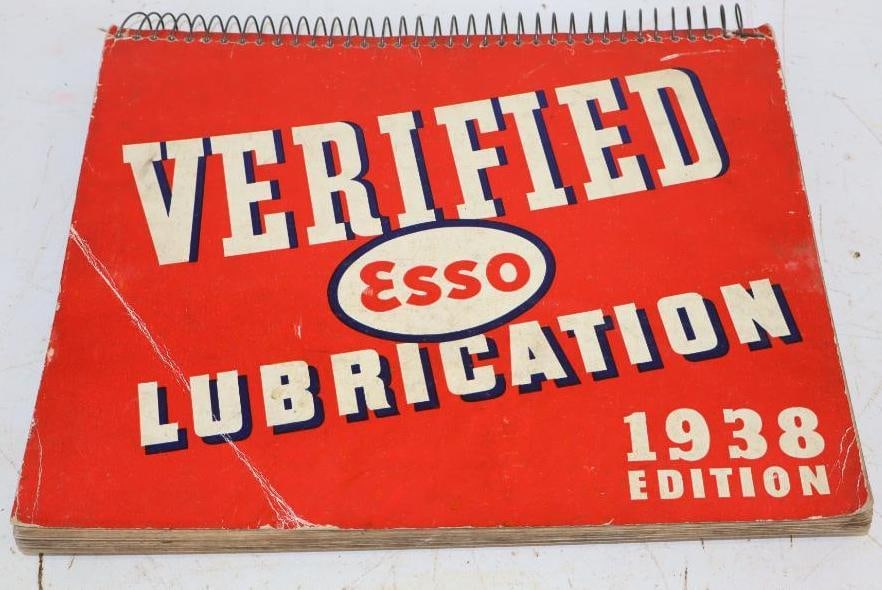 VERIFIED
Esso
LUBRICATION
1938
EDITION